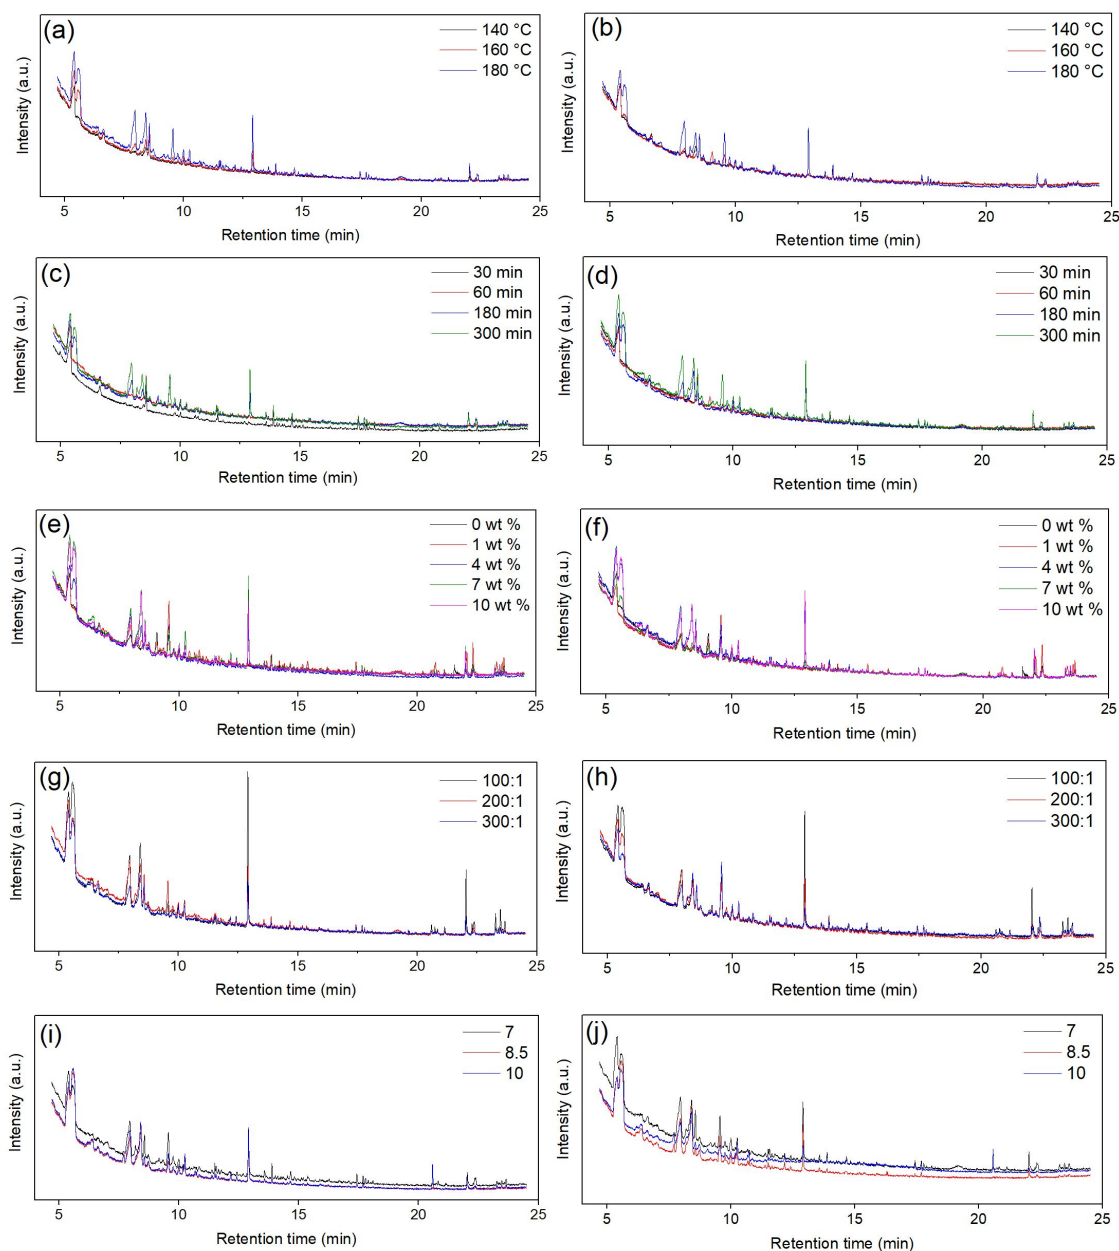 (a)
140 °C
160 °C
180 °C
Intensity (a.u.)
5 10 15 20 25
Retention time (min)
(b)
140 °C
160 °C
180 °C
Intensity (a.u.)
5 10 15 20 25
Retention time (min)
(c)
30 min
60 min
180 min
300 min
Intensity (a.u.)
5 10 15 20 25
Retention time (min)
(d)
30 min
60 min
180 min
300 min
Intensity (a.u.)
5 10 15 20 25
Retention time (min)
(e)
0 wt %
1 wt %
4 wt %
7 wt %
10 wt %
Intensity (a.u.)
5 10 15 20 25
Retention time (min)
(f)
0 wt %
1 wt %
4 wt %
7 wt %
10 wt %
Intensity (a.u.)
5 10 15 20 25
Retention time (min)
(g)
100:1
200:1
300:1
Intensity (a.u.)
5 10 15 20 25
Retention time (min)
(h)
100:1
200:1
300:1
Intensity (a.u.)
5 10 15 20 25
Retention time (min)
(i)
7
8.5
10
Intensity (a.u.)
5 10 15 20 25
Retention time (min)
(j)
7
8.5
10
Intensity (a.u.)
5 10 15 20 25
Retention time (min)